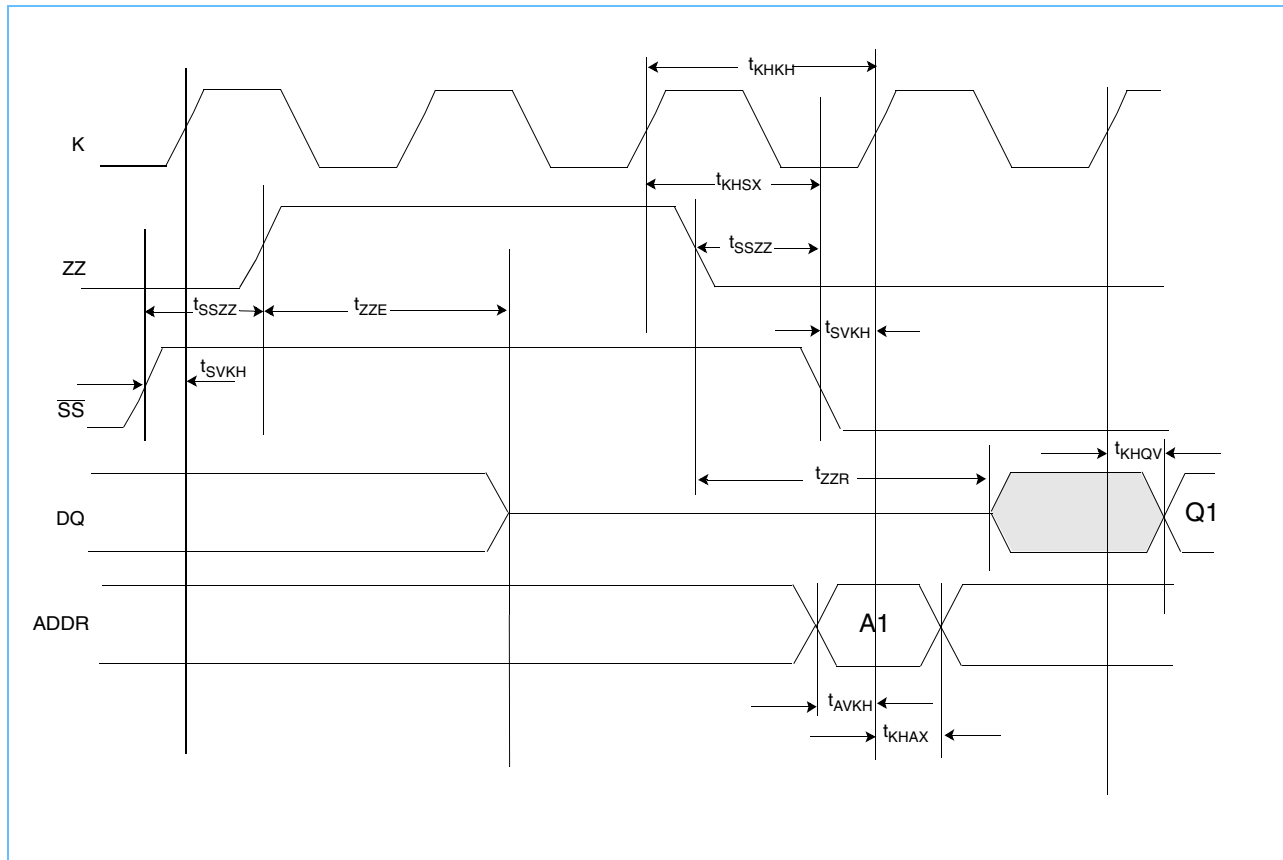 tKHKH
K
tKHSX
tSSZZ
ZZ
tSSZZ
tZZE
tSVKH
tSVKH
SS
tKHQV
tZZR
DQ
Q1
ADDR
A1
tAVKH
tKHAX